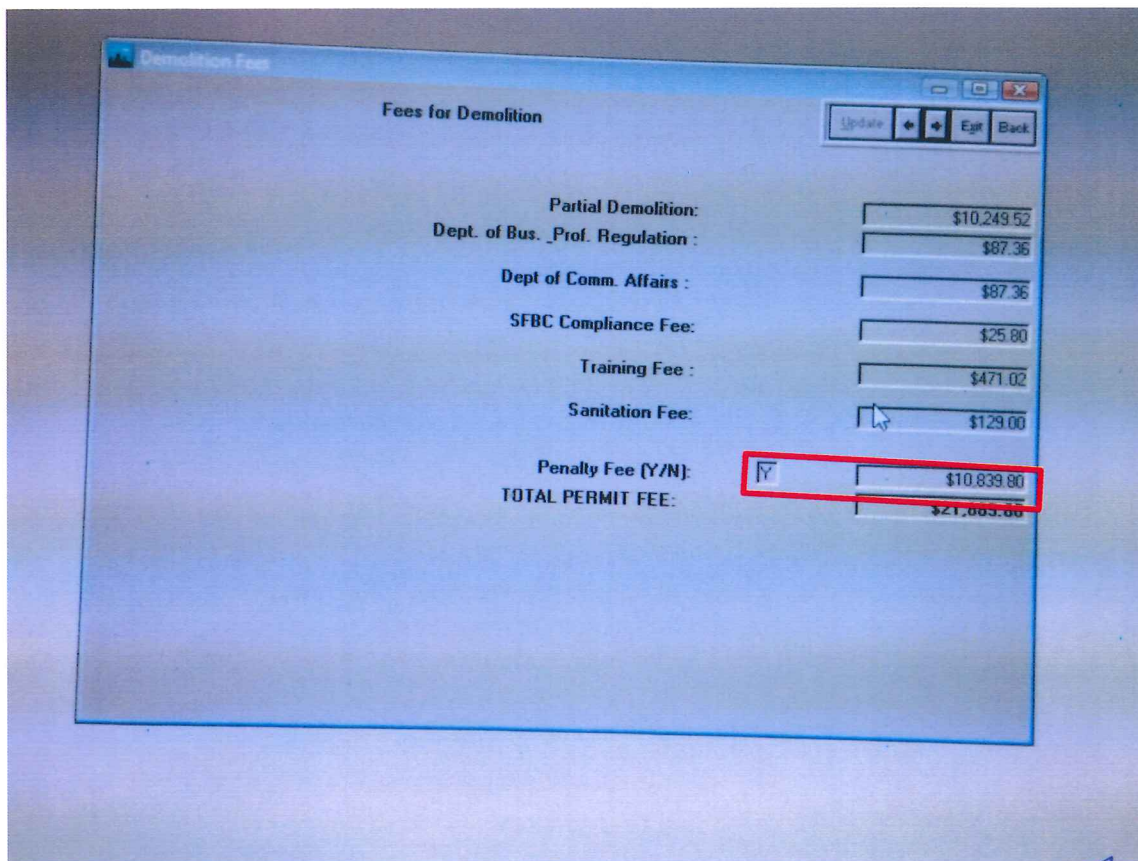 Demolition Fees
Fees for Demolition
Update Exit Back
Partial Demolition: $10,249.52
Dept. of Bus. _Prof. Regulation : $87.36
Dept of Comm. Affairs : $87.36
SFBC Compliance Fee: $25.80
Training Fee : $471.02
Sanitation Fee: $129.00
Penalty Fee (Y/N): Y $10,839.80
TOTAL PERMIT FEE: